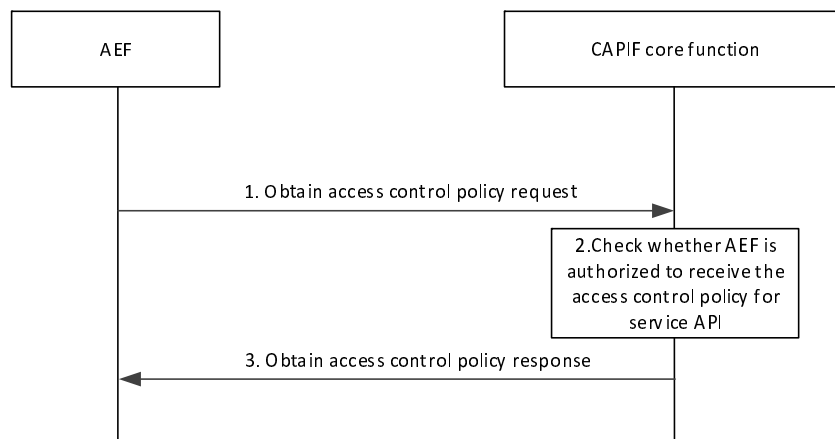 AEF
CAPIF core function
1. Obtain access control policy request
2.Check whether AEF is
authorized to receive the
access control policy for
service API
3. Obtain access control policy response